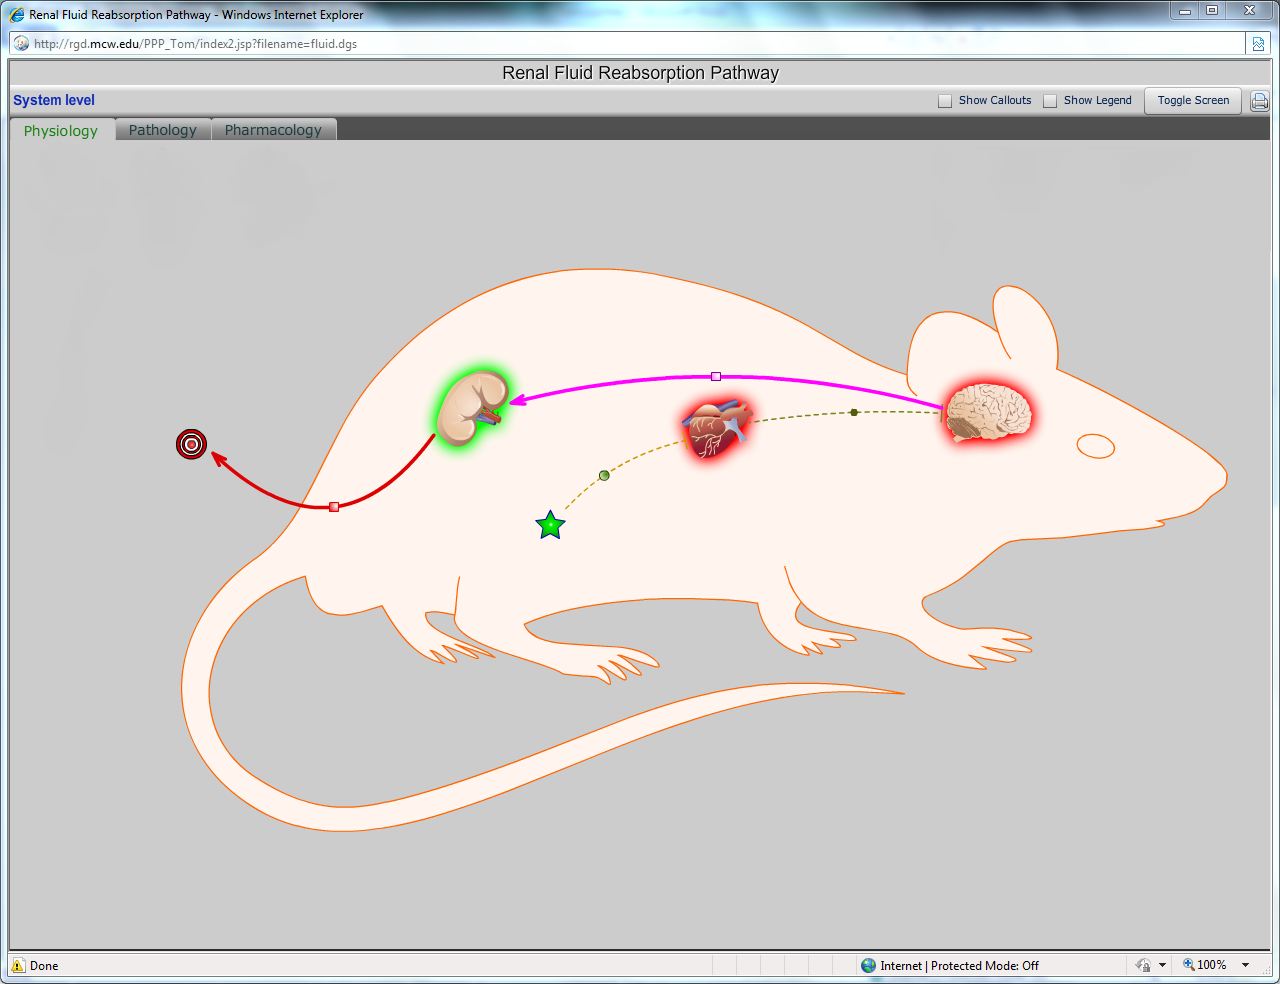 Renal Fluid Reabsorption Pathway - Windows Internet Explorer
http://rgd.mcw.edu/PPP_Tom/index2.jsp?filename=fluid.dgs
Renal Fluid Reabsorption Pathway
System level
Show Callouts
Show Legend
Toggle Screen
Physiology
Pathology
Pharmacology
Done
Internet | Protected Mode: Off
100%